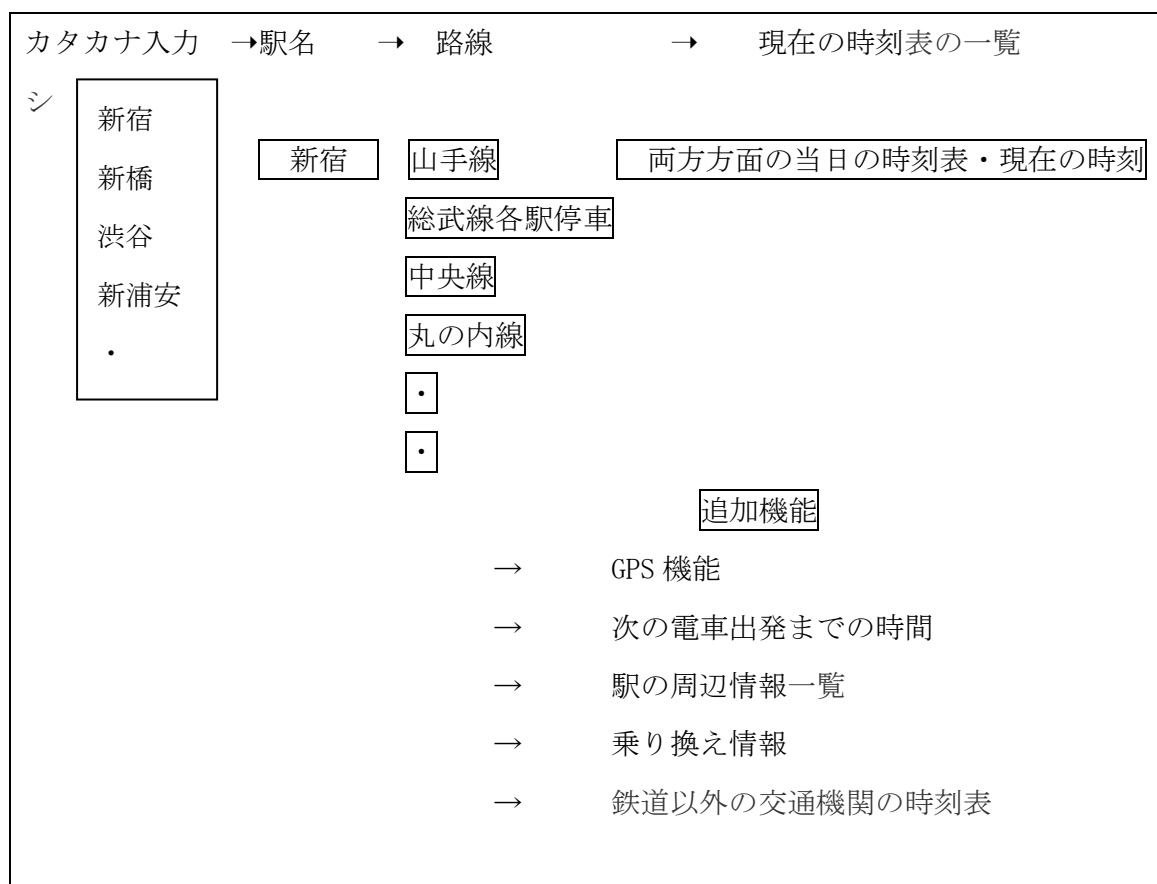 カタカナ入力 →駅名 → 路線 → 現在の時刻表の一覧
シ
新宿
新橋
渋谷
新浦安
・
新宿 山手線 両方方面の当日の時刻表・現在の時刻
総武線各駅停車
中央線
丸の内線
・
・
追加機能
→ GPS 機能
→ 次の電車出発までの時間
→ 駅の周辺情報一覧
→ 乗り換え情報
→ 鉄道以外の交通機関の時刻表